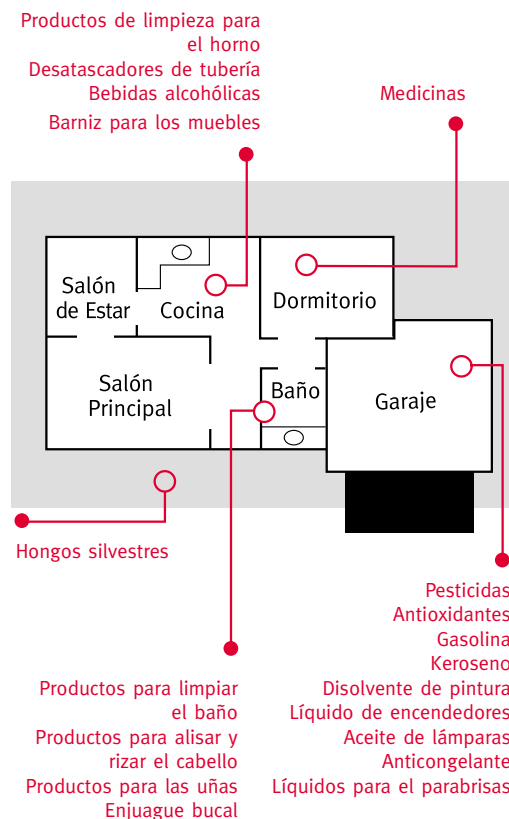 Productos de limpieza para
el horno
Desatascadores de tubería
Bebidas alcohólicas
Barniz para los muebles
Medicinas
Salón
de Estar
Cocina
Dormitorio
Salón
Principal
Baño
Garaje
Hongos silvestres
Pesticidas
Antioxidantes
Gasolina
Keroseno
Disolvente de pintura
Líquido de encendedores
Aceite de lámparas
Anticongelante
Líquidos para el parabrisas
Productos para limpiar
el baño
Productos para alisar y
rizar el cabello
Productos para las uñas
Enjuague bucal